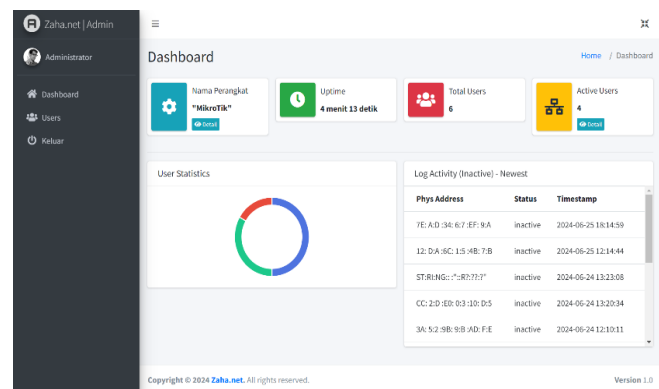 Zaha.net | Admin
Administrator
Dashboard
Users
Keluar
Dashboard
Home / Dashboard
Nama Perangkat
"MikroTik"
Detail
Uptime
4 menit 13 detik
Total Users
6
Active Users
4
Detail
User Statistics
Log Activity (Inactive) - Newest
Phys Address Status Timestamp
7E: A:D :34: 6:7 :EF: 9:A inactive 2024-06-25 18:14:59
12: D:A :6C: 1:5 :4B: 7:B inactive 2024-06-25 12:14:44
ST:RI:NG:: :"::R?:??:?" inactive 2024-06-24 13:23:08
CC: 2:D :E0: 0:3 :10: D:5 inactive 2024-06-24 13:20:34
3A: 5:2 :9B: 9:B :AD: F:E inactive 2024-06-24 12:10:11
Copyright © 2024 Zaha.net. All rights reserved.
Version 1.0